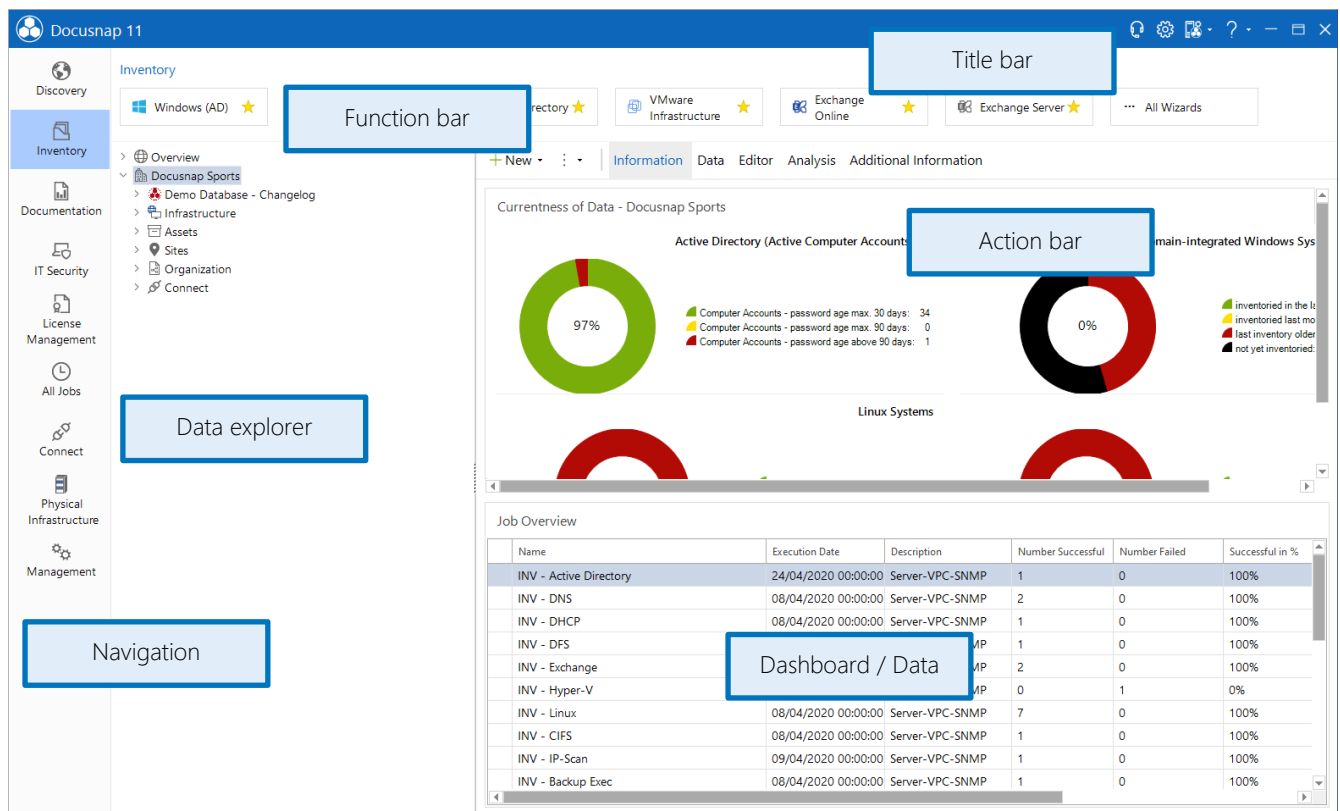 Docusnap 11
Title bar
Discovery
Inventory
Documentation
IT Security
License
Management
All Jobs
Connect
Physical
Infrastructure
Management
Navigation
Inventory
Windows (AD)
Function bar
VMware
Infrastructure
Exchange
Online
Exchange Server
All Wizards
Overview
Docusnap Sports
Demo Database - Changelog
Infrastructure
Assets
Sites
Organization
Connect
Data explorer
New Information Data Editor Analysis Additional Information
Currentness of Data - Docusnap Sports
Action bar
Active Directory (Active Computer
97%
Computer Accounts - password age max. 30 days: 34
Computer Accounts - password age max. 90 days: 0
Computer Accounts - password age above 90 days: 1
0%
inventoried in the
inventoried last
last inventory older
not yet inventoried:
Linux Systems
Job Overview
Name Execution Date Description Number Successful Number Failed Successful in %
INV - Active Directory 24/04/2020 00:00:00 Server-VPC-SNMP 1 0 100%
INV - DNS 08/04/2020 00:00:00 Server-VPC-SNMP 2 0 100%
INV - DHCP 08/04/2020 00:00:00 Server-VPC-SNMP 1 0 100%
INV - DFS 1 0 100%
INV - Exchange 2 0 100%
INV - Hyper-V 0 1 0%
INV - Linux 08/04/2020 00:00:00 Server-VPC-SNMP 7 0 100%
INV - CIFS 08/04/2020 00:00:00 Server-VPC-SNMP 1 0 100%
INV - IP-Scan 09/04/2020 00:00:00 Server-VPC-SNMP 1 0 100%
INV - Backup Exec 08/04/2020 00:00:00 Server-VPC-SNMP 1 0 100%
Dashboard / Data